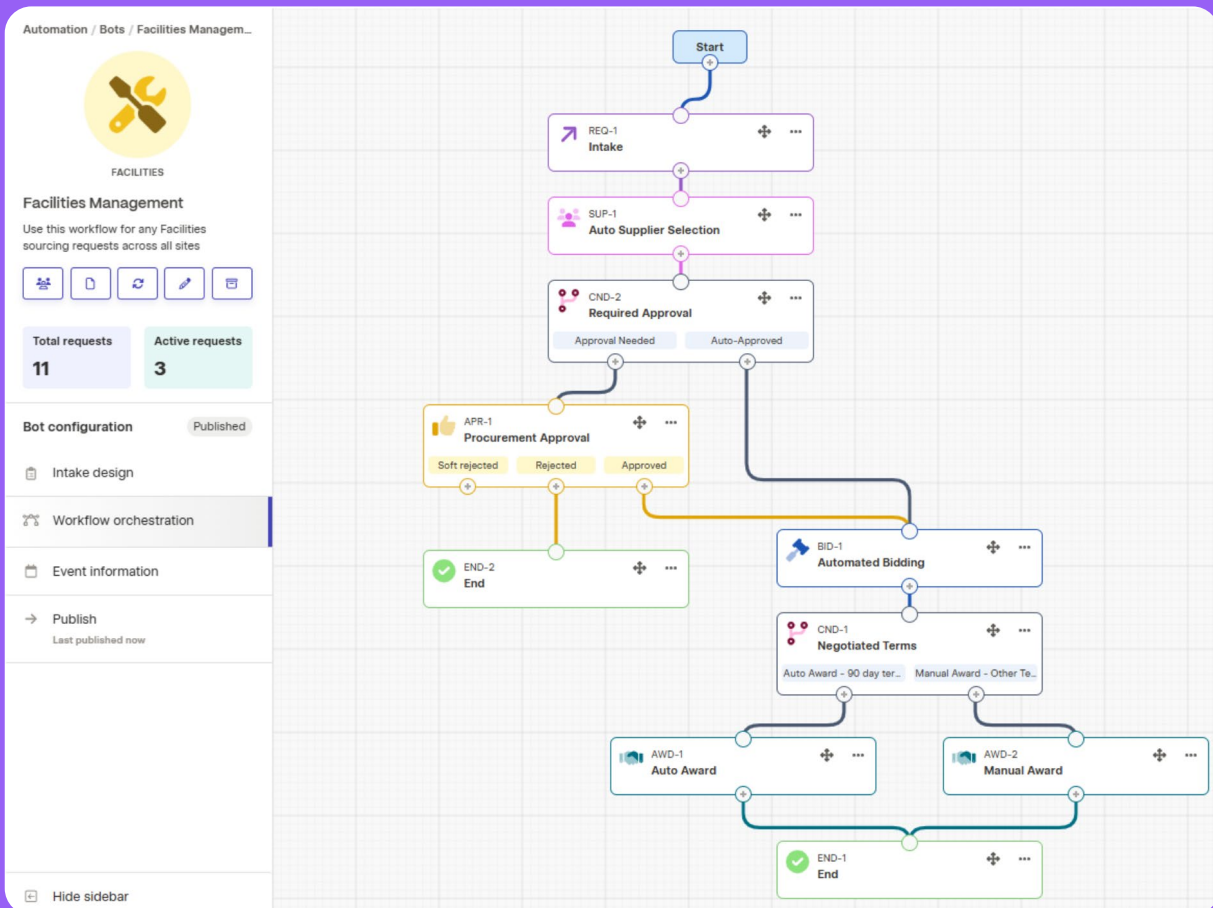 Automation / Bots / Facilities Managem...
FACILITIES
Facilities Management
Use this workflow for any Facilities
sourcing requests across all sites
Total requests
11
Active requests
3
Bot configuration
Published
Intake design
Workflow orchestration
Event information
Publish
Last published now
Hide sidebar
Start
REQ-1
Intake
SUP-1
Auto Supplier Selection
CND-2
Required Approval
Approval Needed
Auto-Approved
APR-1
Procurement Approval
Soft rejected
Rejected
Approved
END-2
End
BID-1
Automated Bidding
CND-1
Negotiated Terms
Auto Award - 90 day ter...
Manual Award - Other Te...
AWD-1
Auto Award
AWD-2
Manual Award
END-1
End